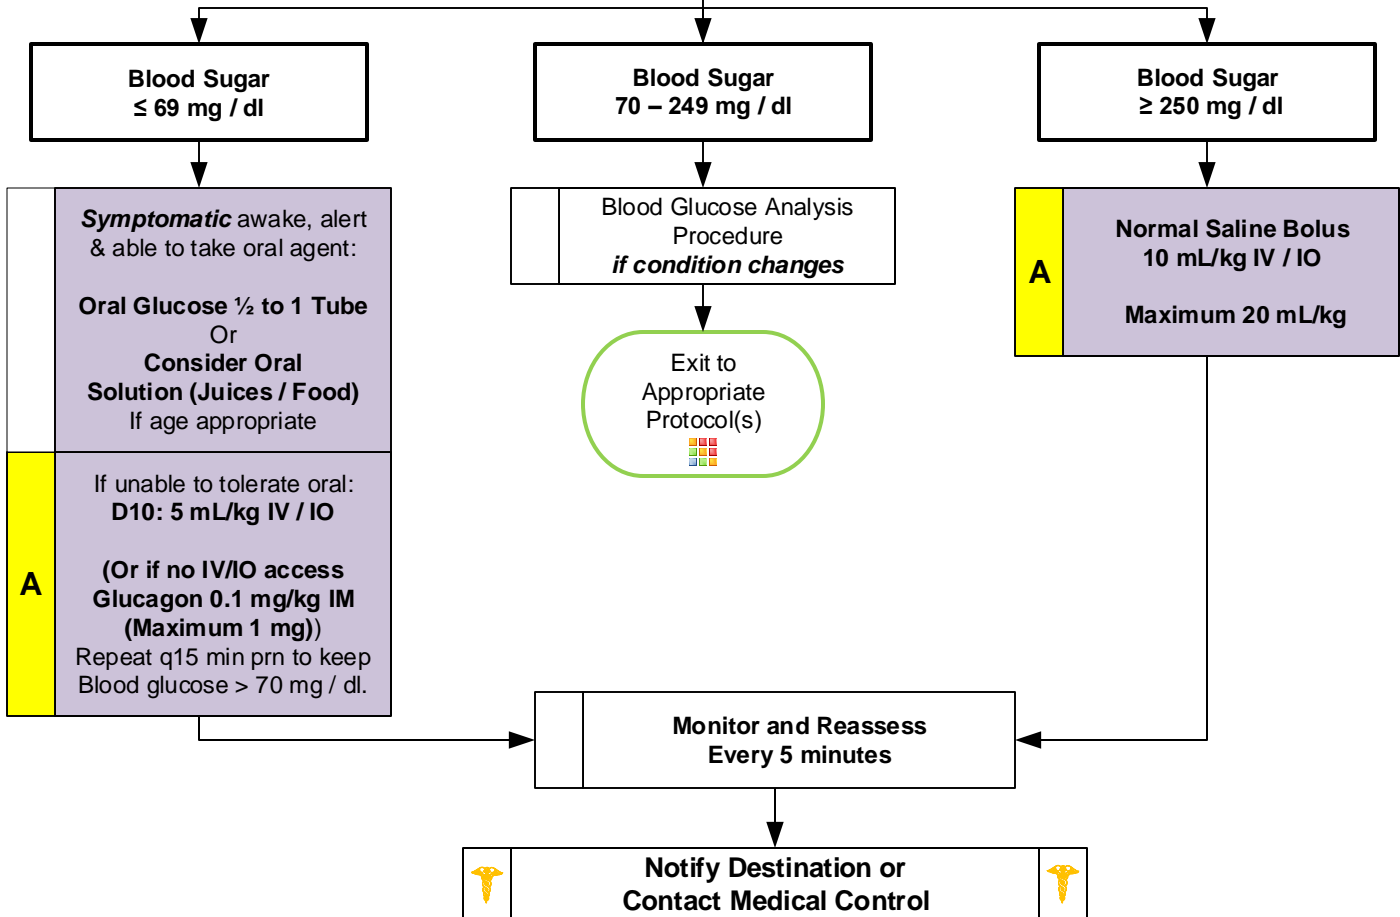 Blood Sugar
≤ 69 mg / dl
Blood Sugar
70 – 249 mg / dl
Blood Sugar
≥ 250 mg / dl
Symptomatic awake, alert
& able to take oral agent:
Oral Glucose ½ to 1 Tube
Or
Consider Oral
Solution (Juices / Food)
If age appropriate
A
If unable to tolerate oral:
D10: 5 mL/kg IV / IO
(Or if no IV/IO access
Glucagon 0.1 mg/kg IM
(Maximum 1 mg))
Repeat q15 min prn to keep
Blood glucose > 70 mg / dl.
Blood Glucose Analysis
Procedure
if condition changes
Exit to
Appropriate
Protocol(s)
A
Normal Saline Bolus
10 mL/kg IV / IO
Maximum 20 mL/kg
Monitor and Reassess
Every 5 minutes
Notify Destination or
Contact Medical Control